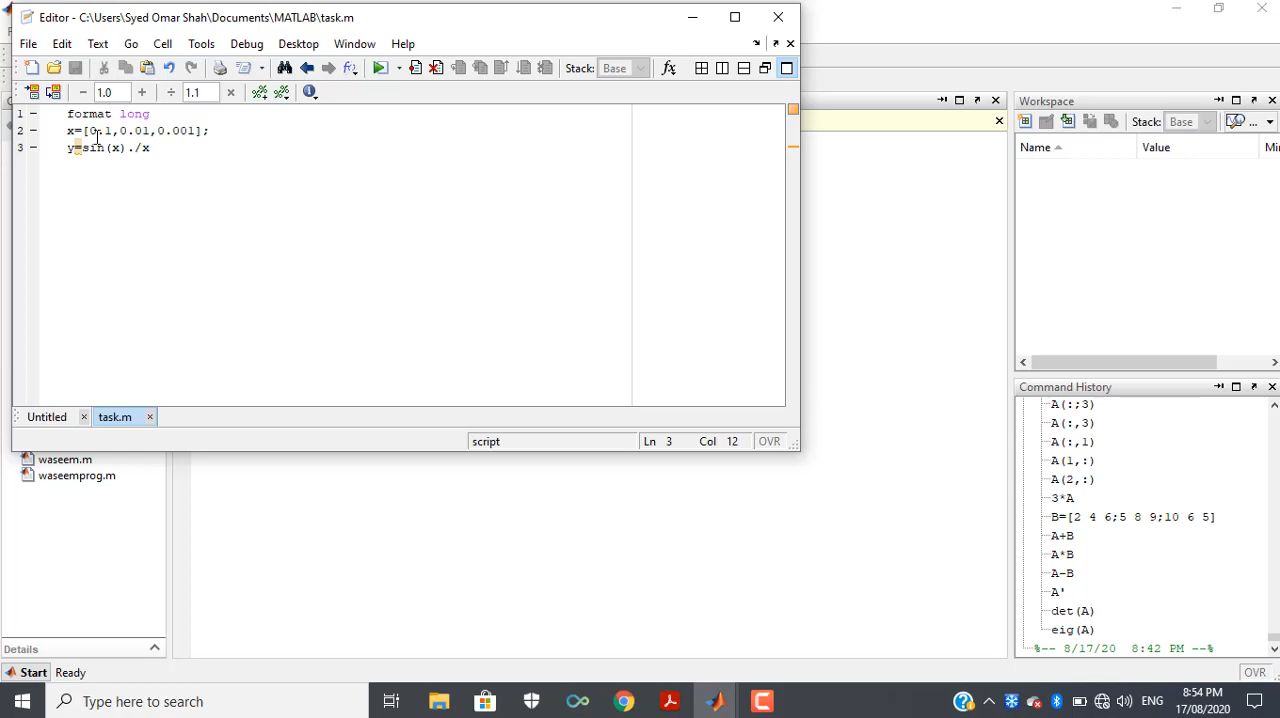 Editor - C:\Users\Syed Omar Shah\Documents\MATLAB\task.m
File Edit Text Go Cell Tools Debug Desktop Window Help
Stack: Base
fx
1.0
1.1
1 format long
2 x=[0.1,0.01,0.001];
3 y=sin(x)./x
Untitled
task.m
script
Ln 3 Col 12 OVR
waseem.m
waseemprog.m
Details
Start Ready
Workspace
Stack: Base
Name Value
Command History
A(:;3)
A(:,3)
A(:,1)
A(1,:)
A(2,:)
3*A
B=[2 4 6;5 8 9;10 6 5]
A+B
A*B
A-B
A'
det(A)
eig(A)
%-- 8/17/20 8:42 PM --%
OVR
Type here to search
ENG
8:54 PM
17/08/2020